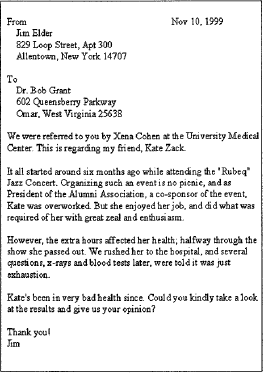 From Nov 10, 1999
Jim Elder
829 Loop Street, Apt 300
Allentown, New York 14707
To
Dr. Bob Grant
602 Queensberry Parkway
Omar, West Virginia 25638
We were referred to you by Xena Cohen at the University Medical
Center. This is regarding my friend, Kate Zack.
It all started around six months ago while attending the "Rubeq"
Jazz Concert. Organizing such an event is no picnic, and as
President of the Alumni Association, a co-sponsor of the event,
Kate was overworked. But she enjoyed her job, and did what was
required of her with great zeal and enthusiasm.
However, the extra hours affected her health; halfway through the
show she passed out. We rushed her to the hospital, and several
questions, x-rays and blood tests later, were told it was just
exhaustion.
Kate's been in very bad health since. Could you kindly take a look
at the results and give us your opinion?
Thank you!
Jim